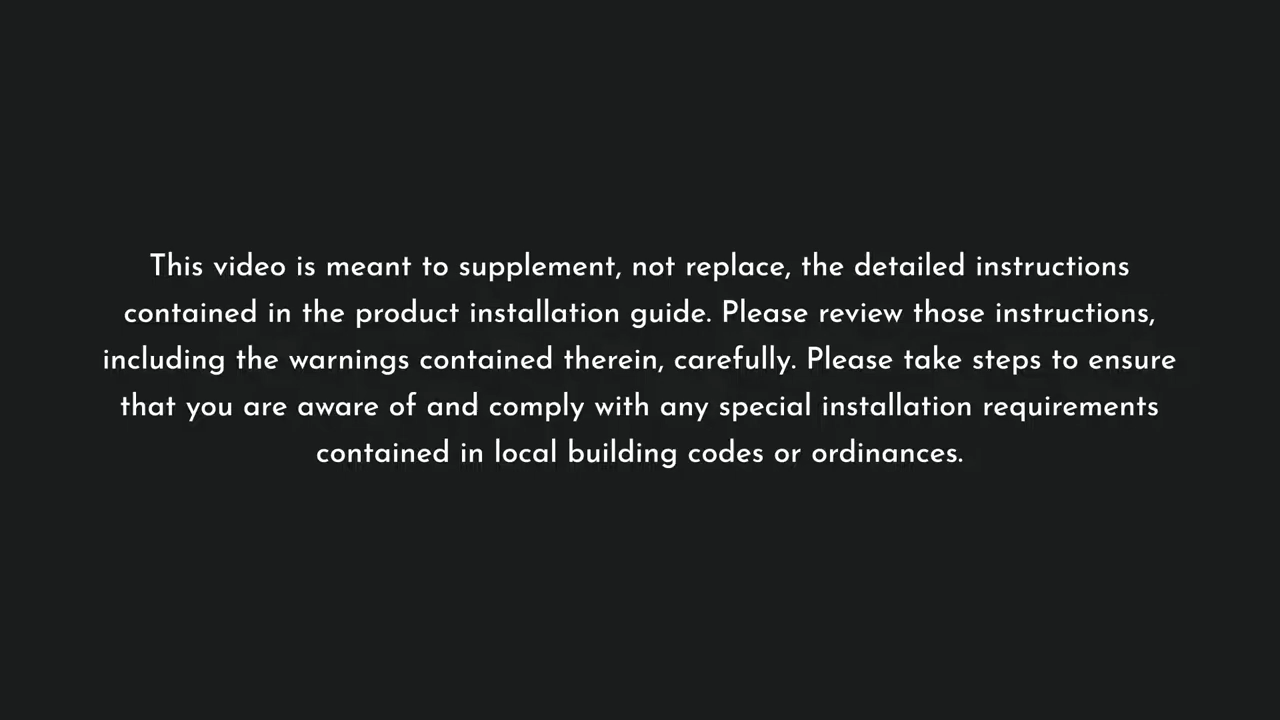 This video is meant to supplement, not replace, the detailed instructions
contained in the product installation guide. Please review those instructions,
including the warnings contained therein, carefully. Please take steps to ensure
that you are aware of and comply with any special installation requirements
contained in local building codes or ordinances.